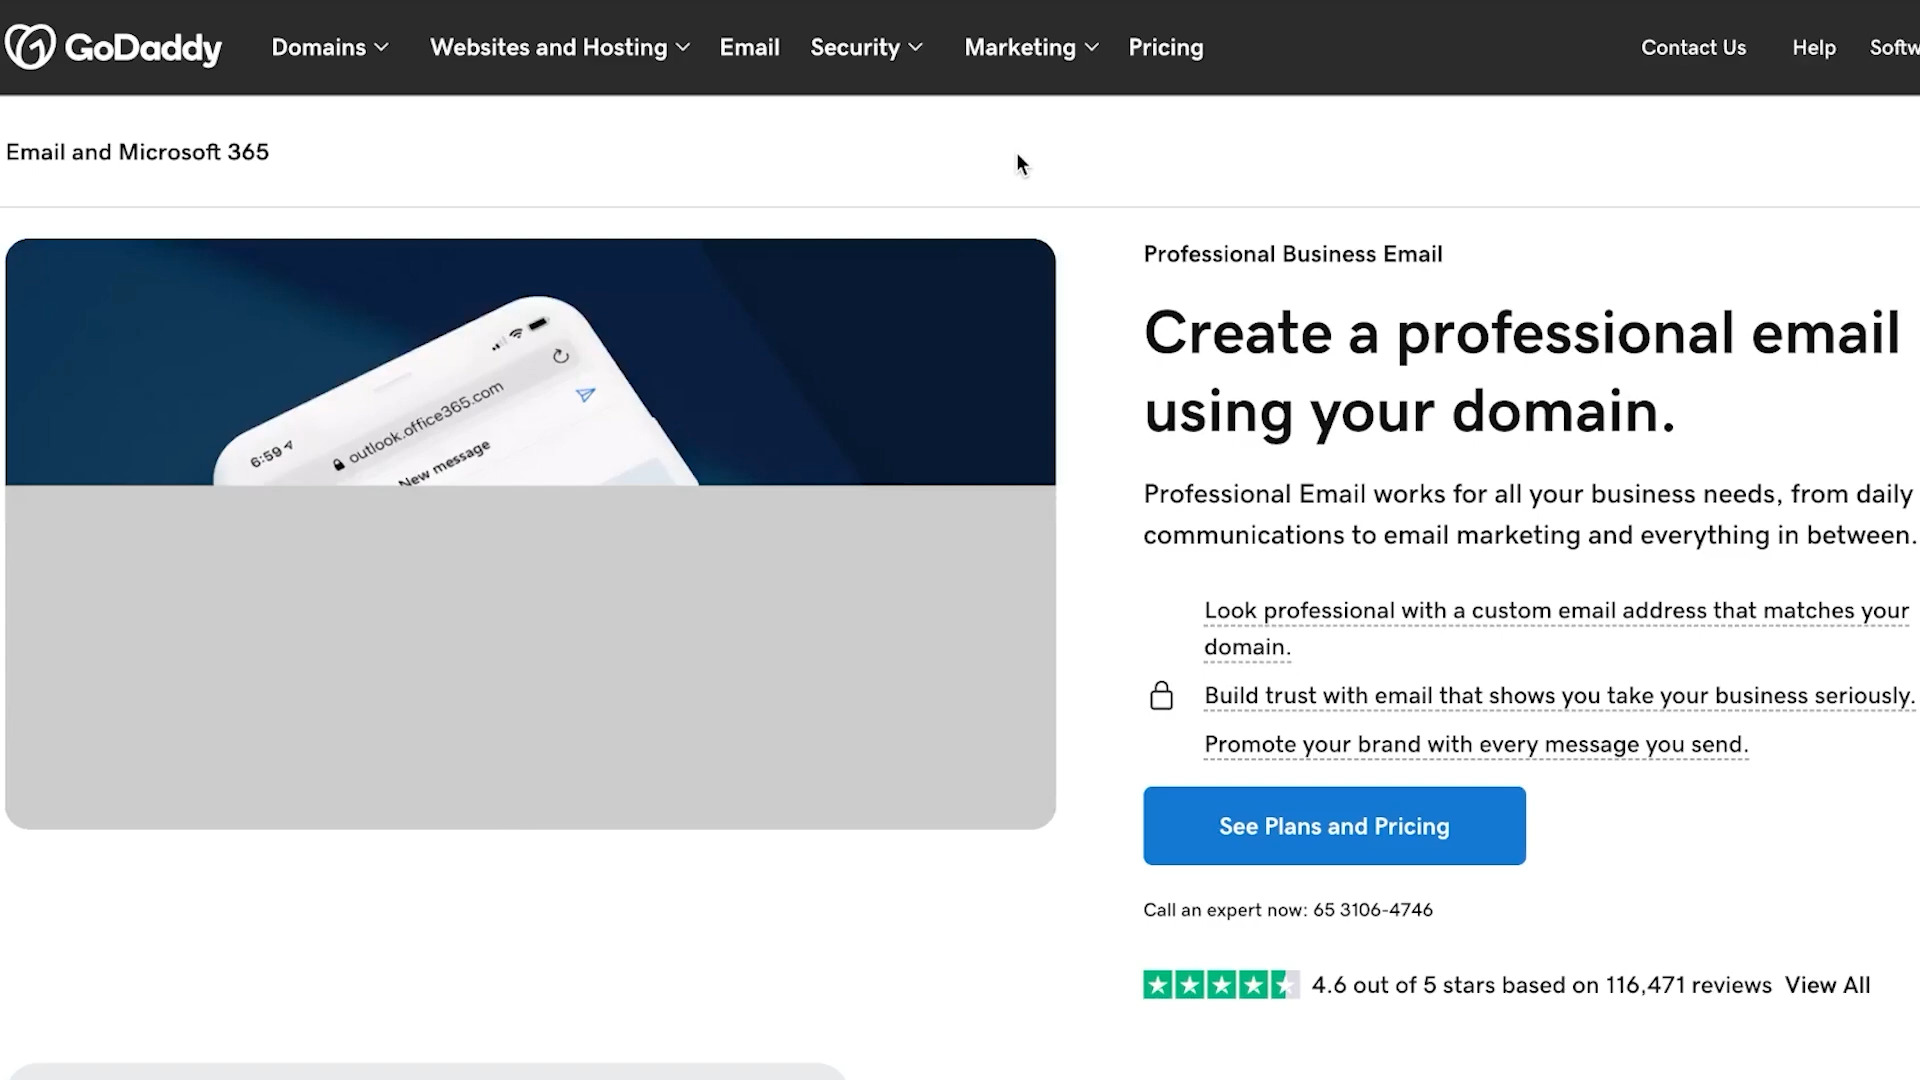 GoDaddy Domains Websites and Hosting Email Security Marketing Pricing Contact Us Help Softw
Email and Microsoft 365
6:59
outlook.office365.com
New message
Professional Business Email
Create a professional email
using your domain.
Professional Email works for all your business needs, from daily
communications to email marketing and everything in between.
Look professional with a custom email address that matches your
domain.
Build trust with email that shows you take your business seriously.
Promote your brand with every message you send.
See Plans and Pricing
Call an expert now: 65 3106-4746
4.6 out of 5 stars based on 116,471 reviews View All